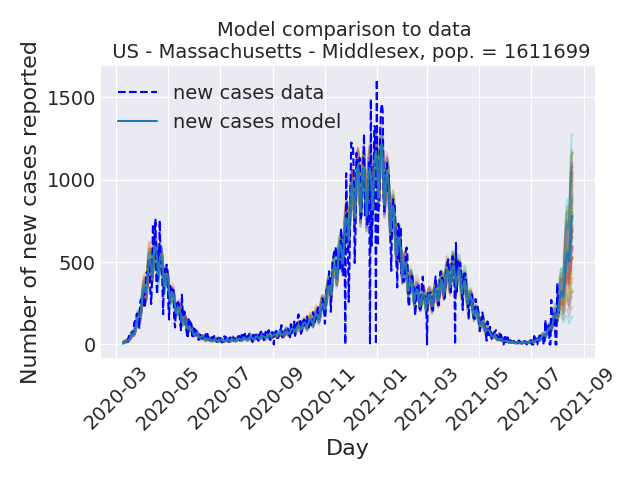 Model comparison to data
US - Massachusetts - Middlesex, pop. = 1611699
Number of new cases reported
1500
1000
500
0
new cases data
new cases model
2020-03
2020-05
2020-07
2020-09
2020-11
2021-01
2021-03
2021-05
2021-07
2021-09
Day